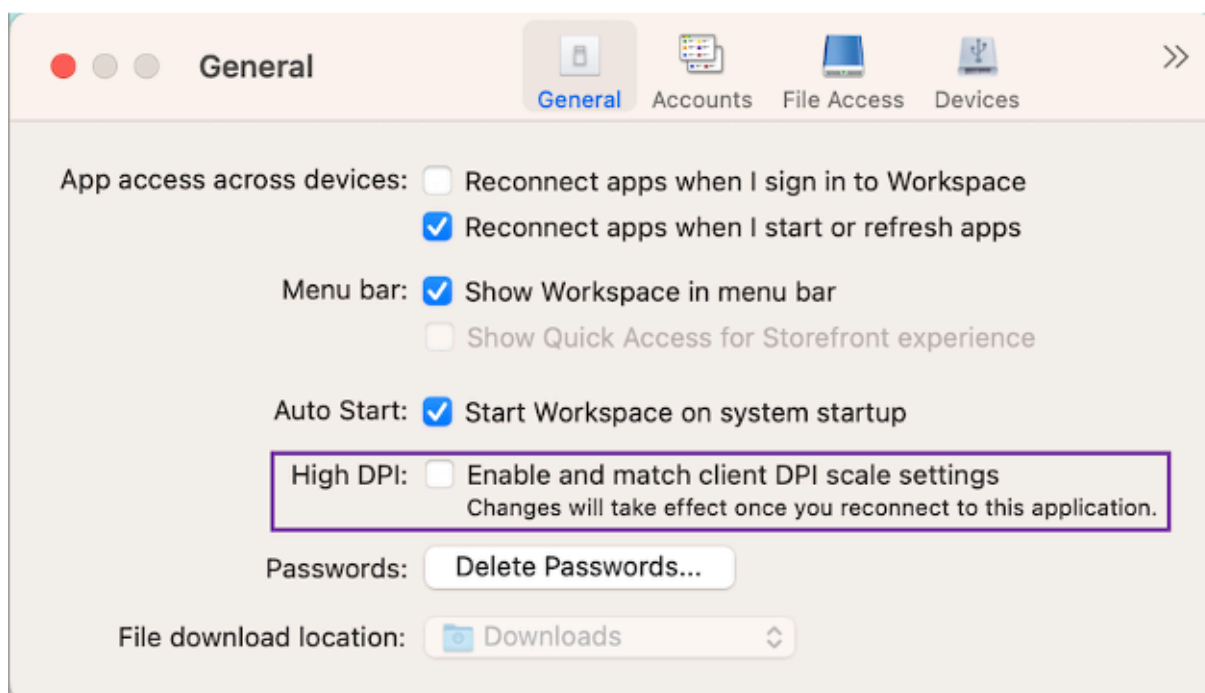 General
General Accounts File Access Devices
App access across devices: Reconnect apps when I sign in to Workspace
Reconnect apps when I start or refresh apps
Menu bar: Show Workspace in menu bar
Show Quick Access for Storefront experience
Auto Start: Start Workspace on system startup
High DPI: Enable and match client DPI scale settings
Changes will take effect once you reconnect to this application.
Passwords: Delete Passwords...
File download location: Downloads